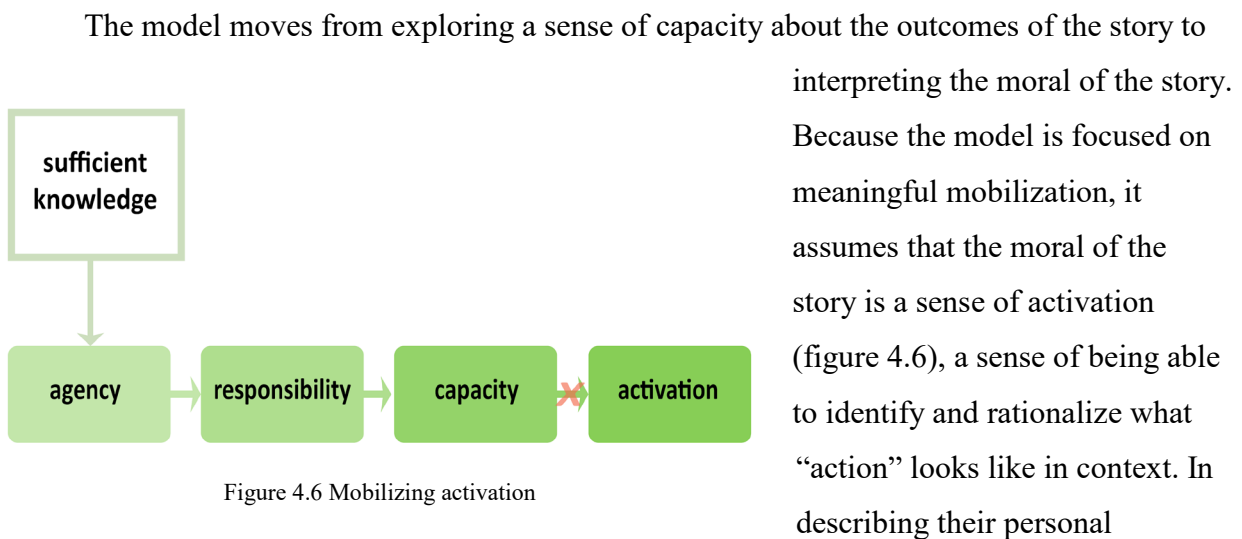 The model moves from exploring a sense of capacity about the outcomes of the story to
interpreting the moral of the story.
Because the model is focused on
meaningful mobilization, it
assumes that the moral of the
story is a sense of activation
(figure 4.6), a sense of being able
to identify and rationalize what
“action” looks like in context. In
describing their personal
sufficient
knowledge
agency
responsibility
capacity
X
activation
Figure 4.6 Mobilizing activation